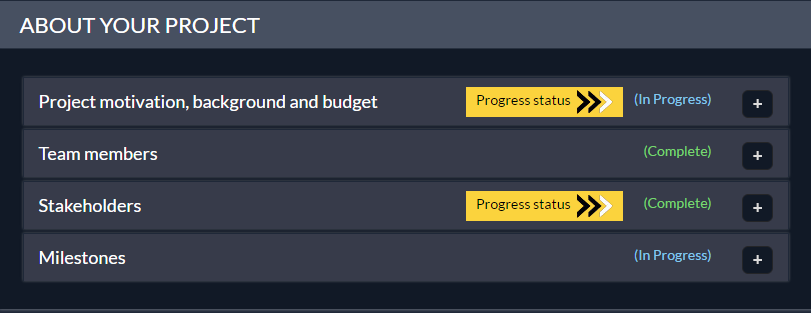 ABOUT YOUR PROJECT
Project motivation, background and budget Progress status (In Progress) +
Team members (Complete) +
Stakeholders Progress status (Complete) +
Milestones (In Progress) +